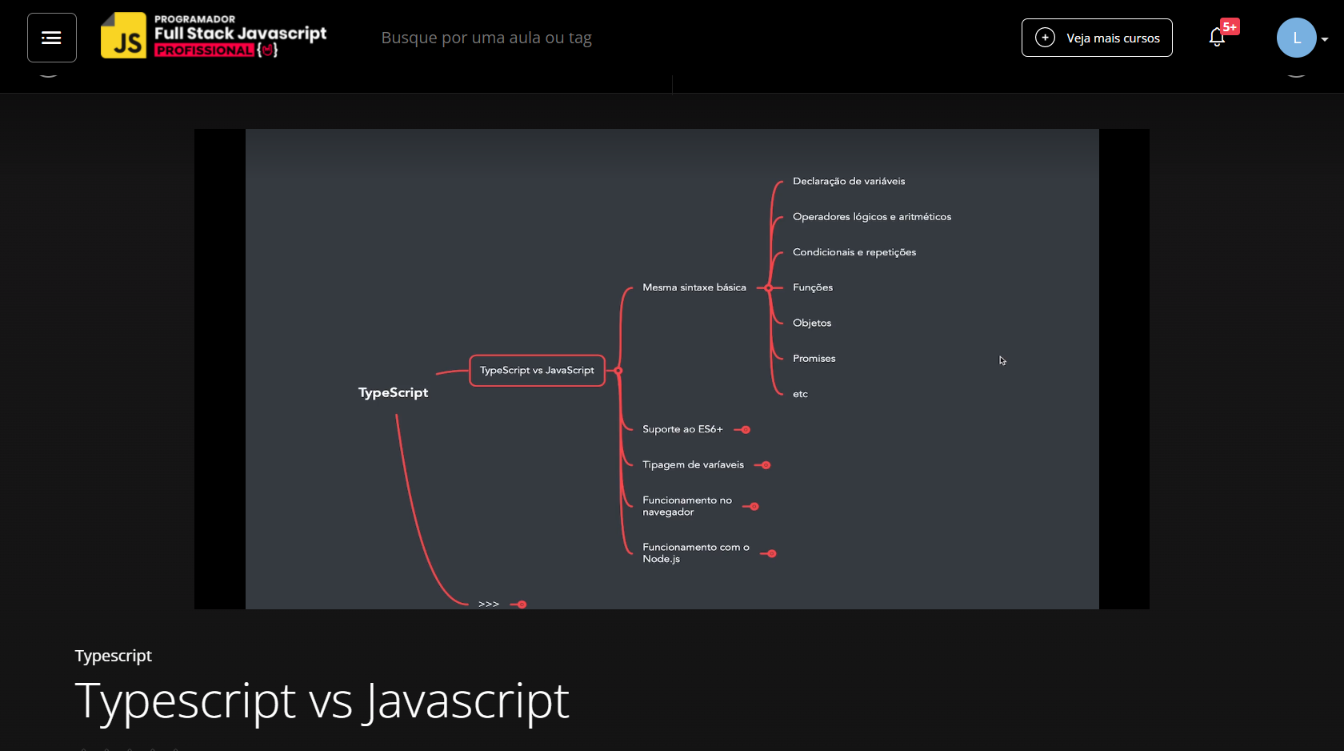 JS
PROGRAMADOR
Full Stack Javascript
PROFISSIONAL
Busque por uma aula ou tag
Veja mais cursos
5+
L
Declaração de variáveis
Operadores lógicos e aritméticos
Condicionais e repetições
Mesma sintaxe básica
Funções
Objetos
Promises
etc
TypeScript vs JavaScript
TypeScript
Suporte ao ES6+
Tipagem de varíaveis
Funcionamento no
navegador
Funcionamento com o
Node.js
>>>
Typescript
Typescript vs Javascript